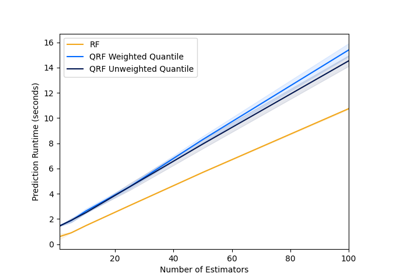 16
14
12
10
8
6
4
2
0
Prediction Runtime (seconds)
RF
QRF Weighted Quantile
QRF Unweighted Quantile
20
40
60
80
100
Number of Estimators